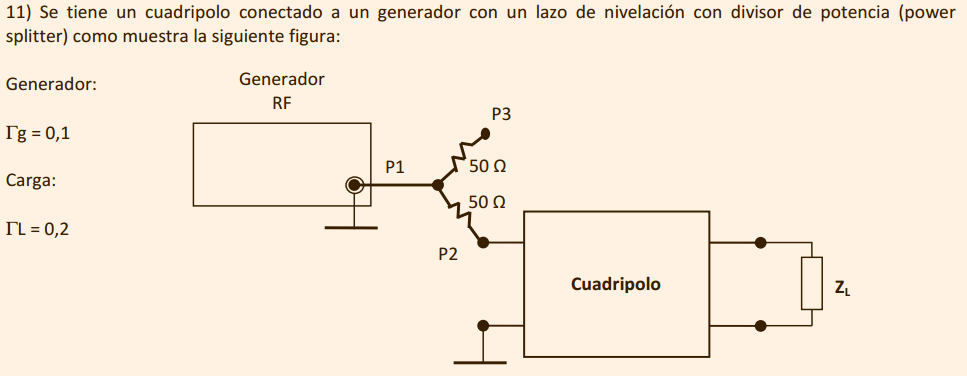 11) Se tiene un cuadripolo conectado a un generador con un lazo de nivelación con divisor de potencia (power
splitter) como muestra la siguiente figura:
Generador:
Generador
RF
P3
Γg = 0,1
P1
50 Ω
Carga:
50 Ω
ΓL = 0,2
P2
Cuadripolo
ZL